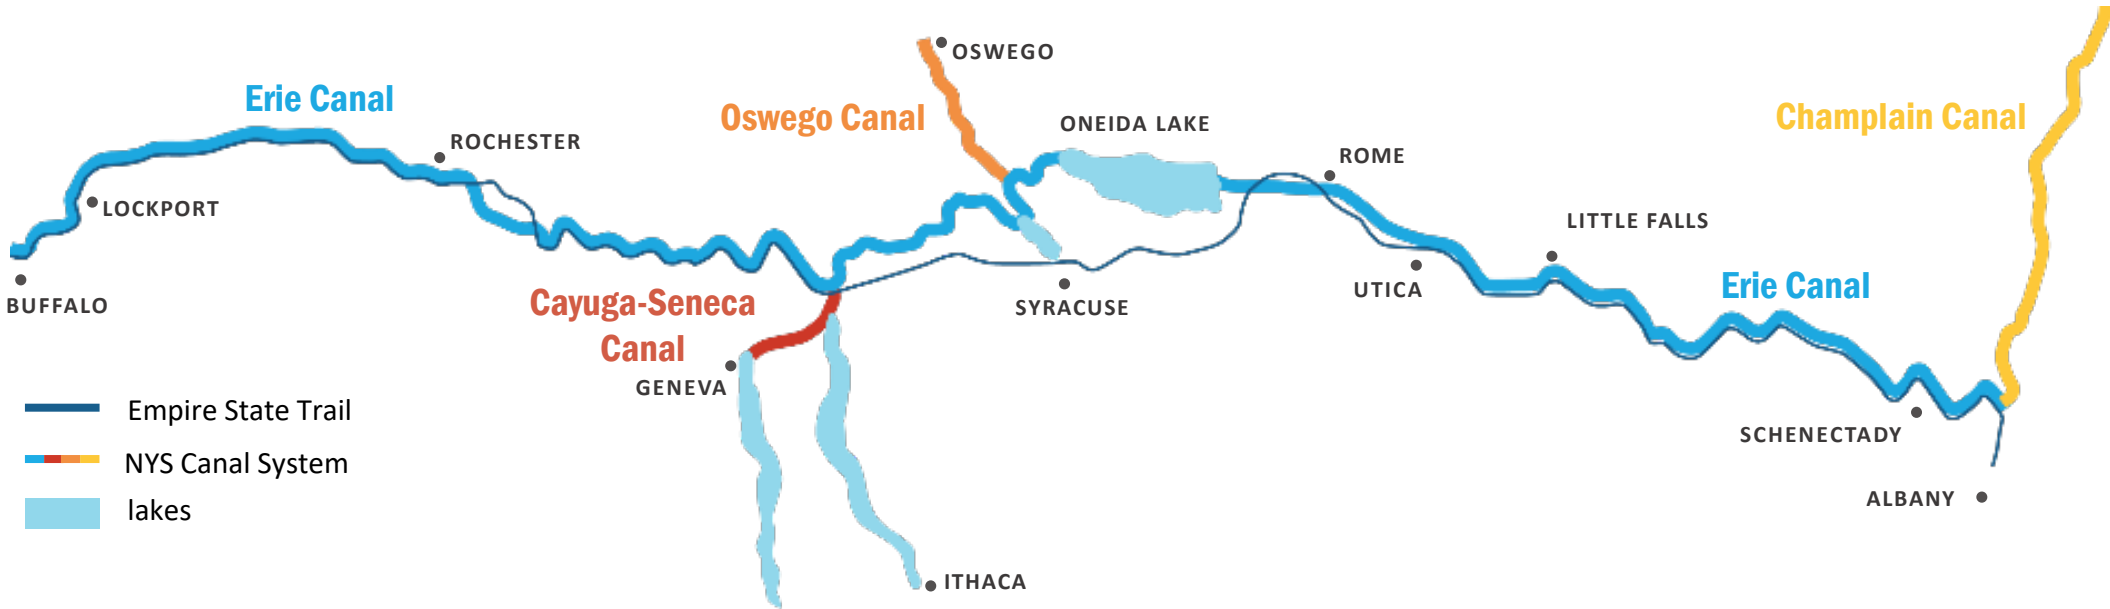 OSWEGO
Erie Canal
Oswego Canal
ONEIDA LAKE
Champlain Canal
ROCHESTER
ROME
LOCKPORT
LITTLE FALLS
BUFFALO
Cayuga-Seneca
Canal
SYRACUSE
UTICA
Erie Canal
GENEVA
Empire State Trail
SCHENECTADY
NYS Canal System
ALBANY
lakes
ITHACA